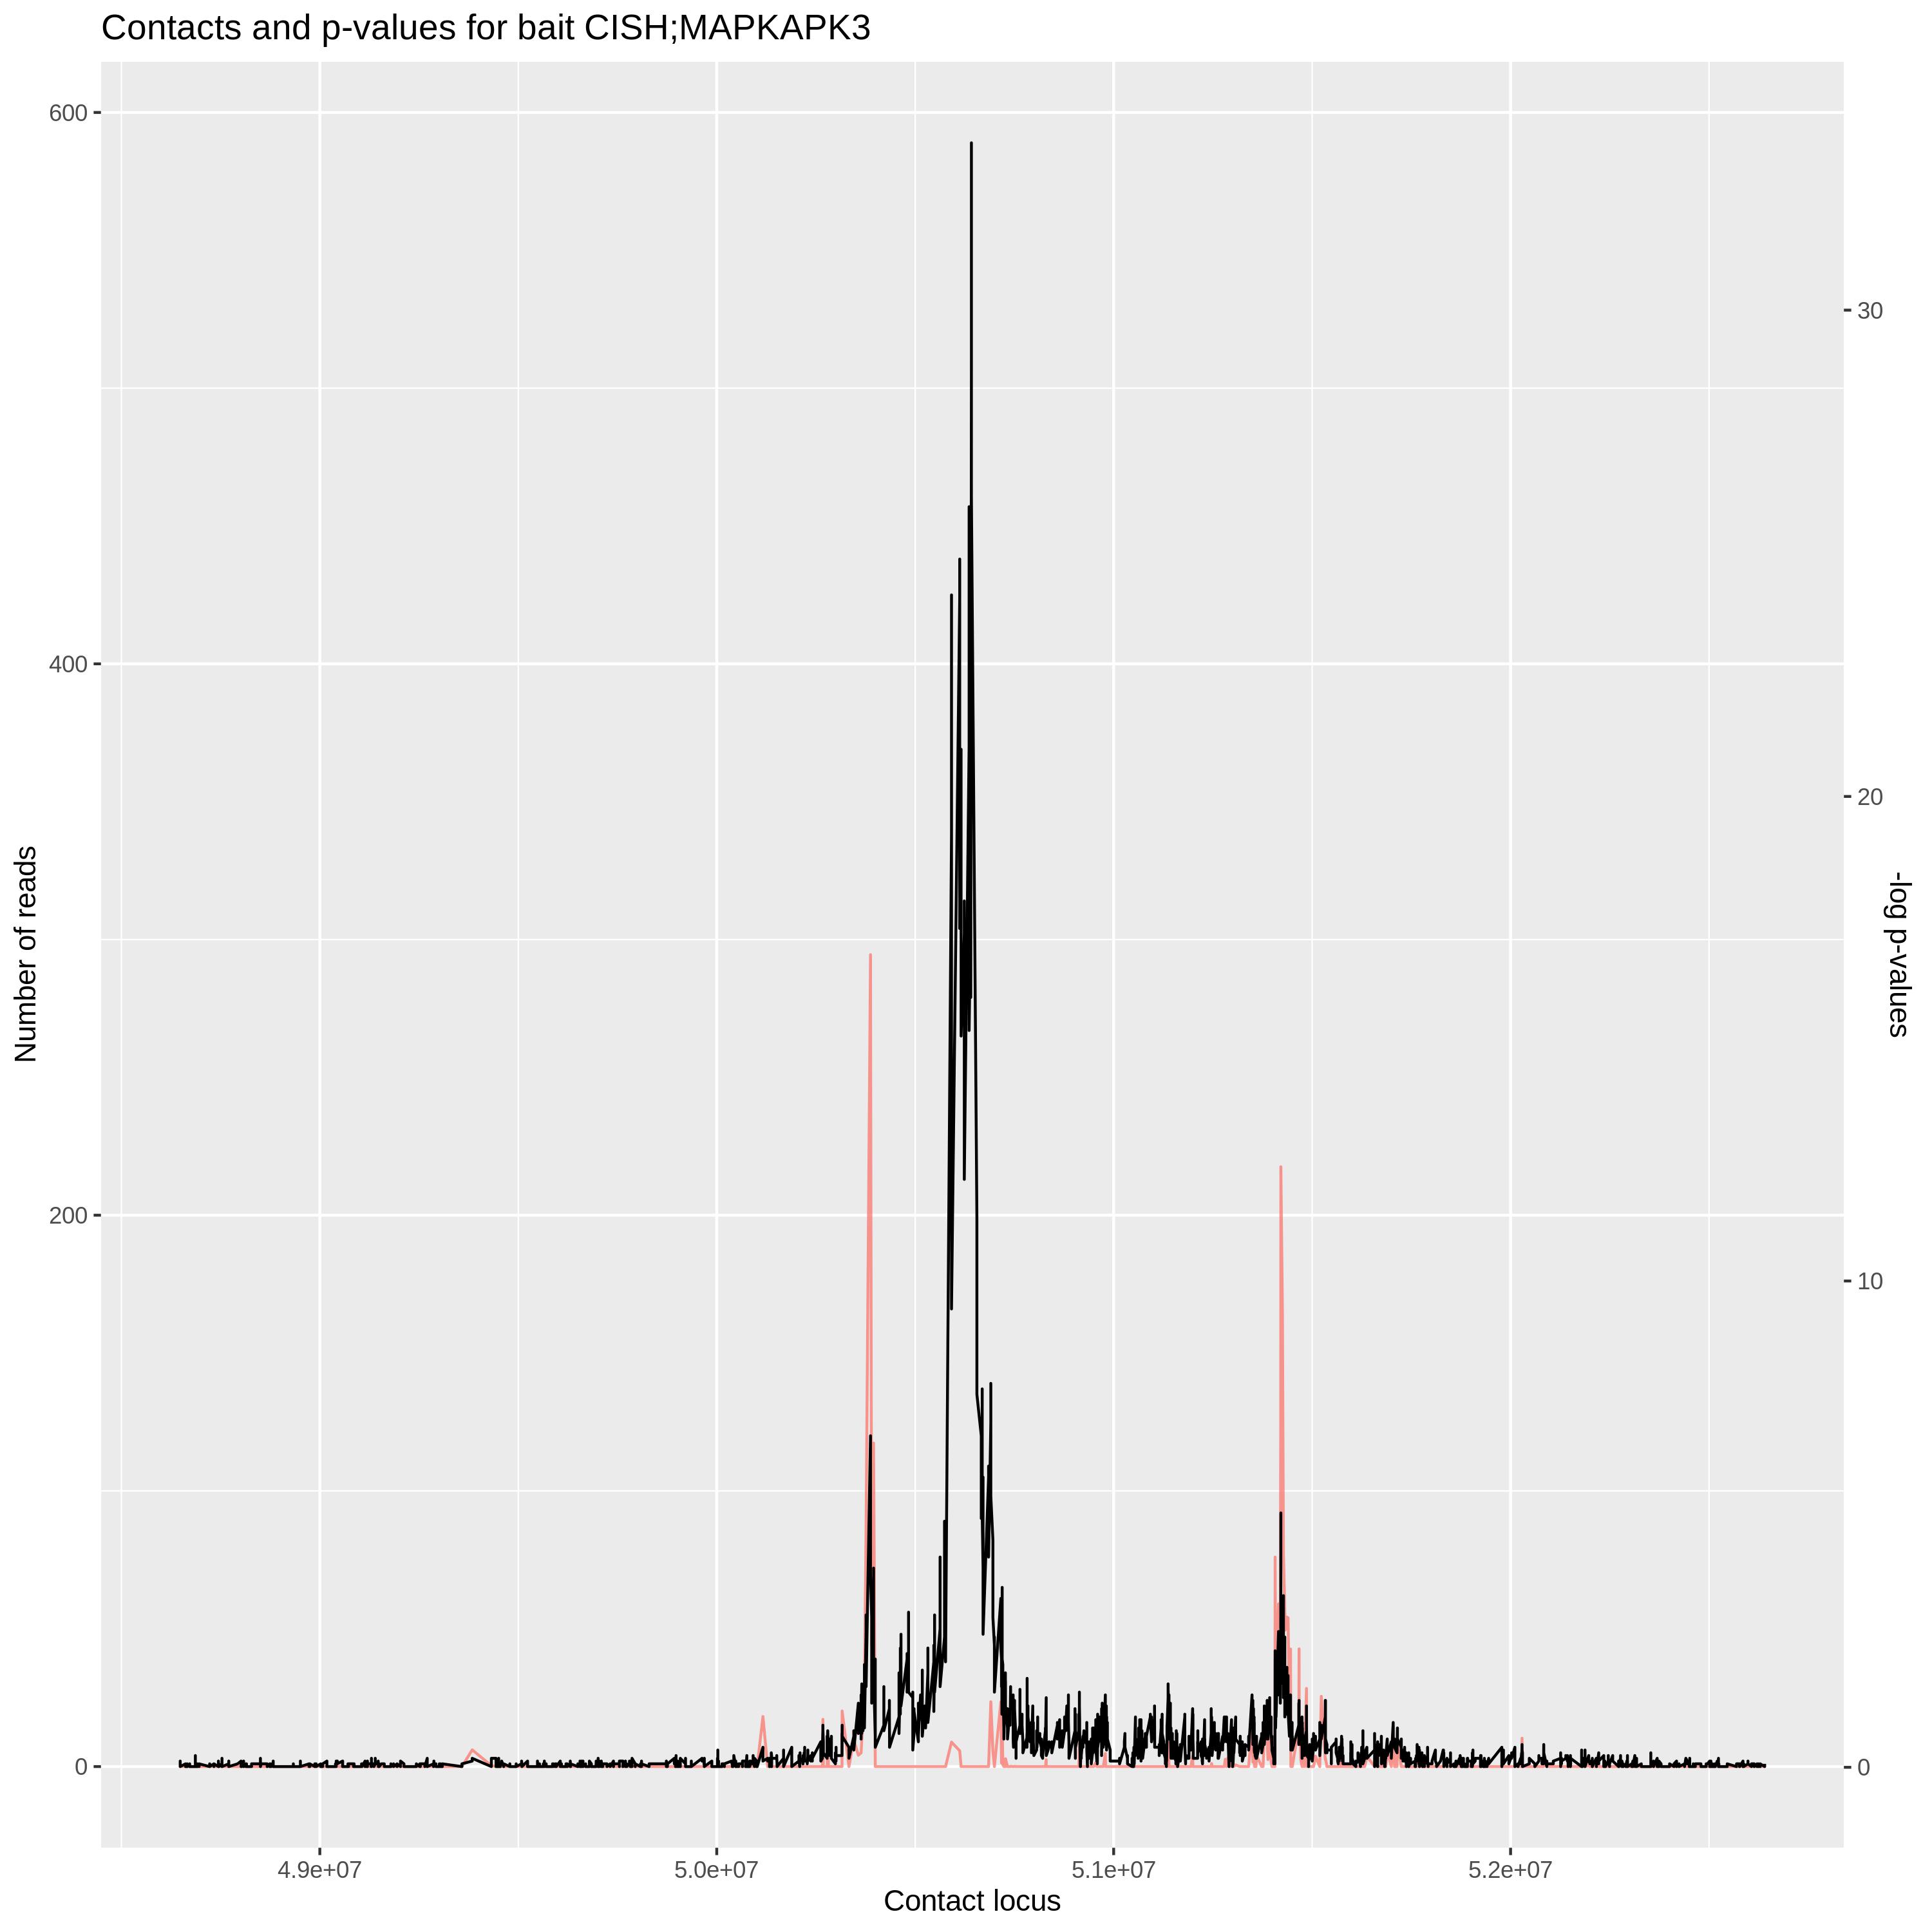 Contacts and p-values for bait CISH;MAPKAPK3
600
400
200
0
Number of reads
30
20
10
0
-log p-values
4.9e+07 5.0e+07 5.1e+07 5.2e+07
Contact locus